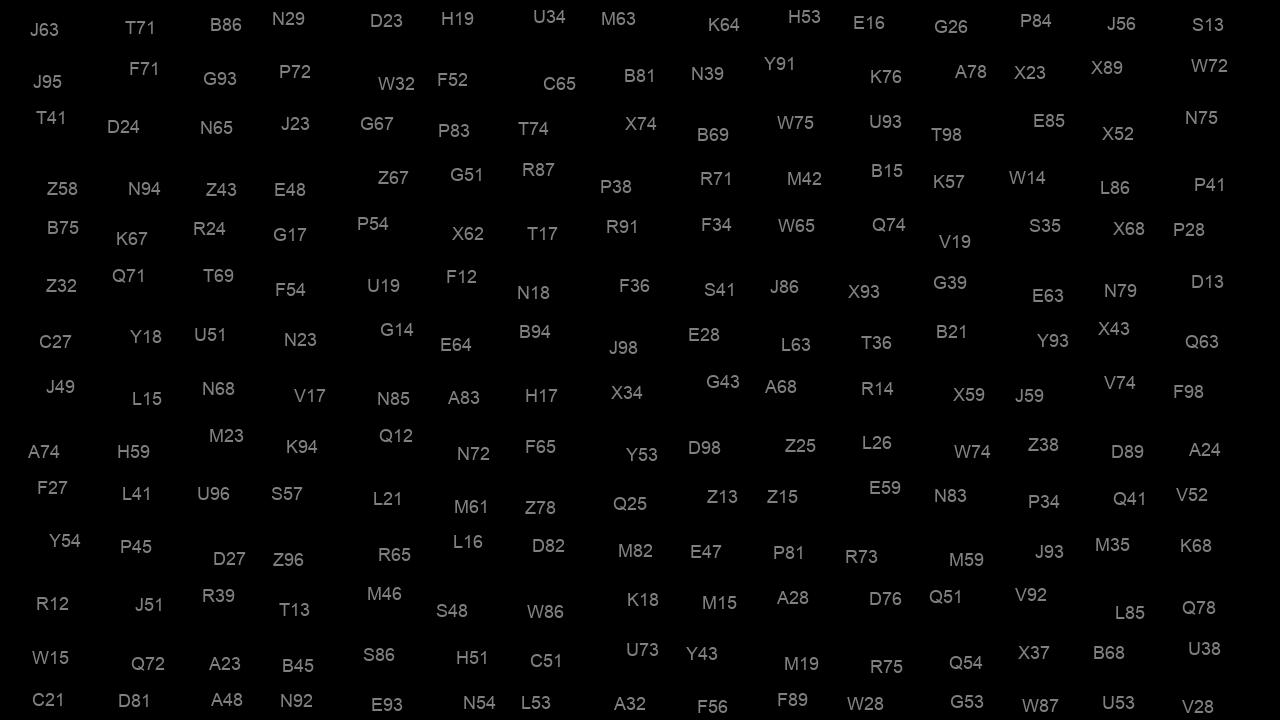 J63 T71 B86 N29 D23 H19 U34 M63 K64 H53 E16 G26 P84 J56 S13
J95 F71 G93 P72 W32 F52 C65 B81 N39 Y91 K76 A78 X23 X89 W72
T41 D24 N65 J23 G67 P83 T74 X74 B69 W75 U93 T98 E85 X52 N75
Z58 N94 Z43 E48 Z67 G51 R87 P38 R71 M42 B15 K57 W14 L86 P41
B75 K67 R24 G17 P54 X62 T17 R91 F34 W65 Q74 V19 S35 X68 P28
Z32 Q71 T69 F54 U19 F12 N18 F36 S41 J86 X93 G39 E63 N79 D13
C27 Y18 U51 N23 G14 E64 B94 J98 E28 L63 T36 B21 Y93 X43 Q63
J49 L15 N68 V17 N85 A83 H17 X34 G43 A68 R14 X59 J59 V74 F98
A74 H59 M23 K94 Q12 N72 F65 Y53 D98 Z25 L26 W74 Z38 D89 A24
F27 L41 U96 S57 L21 M61 Z78 Q25 Z13 Z15 E59 N83 P34 Q41 V52
Y54 P45 D27 Z96 R65 L16 D82 M82 E47 P81 R73 M59 J93 M35 K68
R12 J51 R39 T13 M46 S48 W86 K18 M15 A28 D76 Q51 V92 L85 Q78
W15 Q72 A23 B45 S86 H51 C51 U73 Y43 M19 R75 Q54 X37 B68 U38
C21 D81 A48 N92 E93 N54 L53 A32 F56 F89 W28 G53 W87 U53 V28